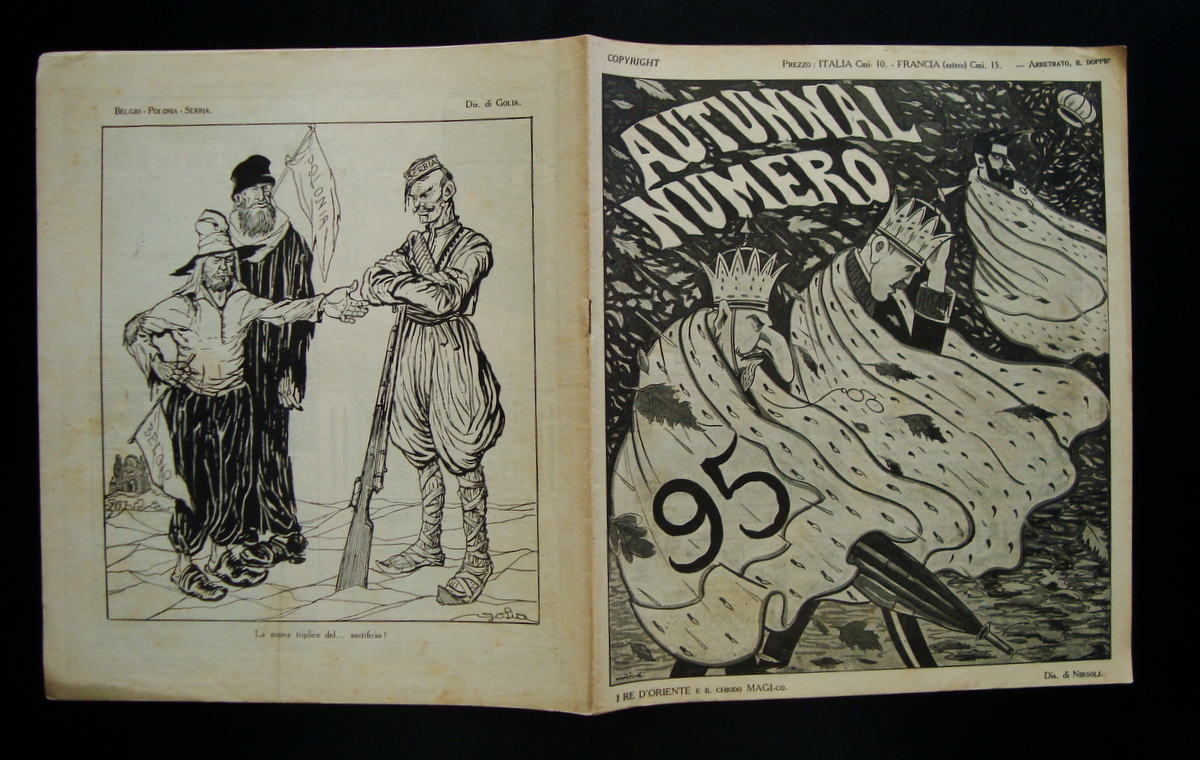 BELGIO - POLONIA - SERBIA.
Dis. di GOLIA.
POLONIA
SERBIA
BELGIO
golia
La nuova triplice del... sacrificio!
COPYRIGHT
PREZZO: ITALIA Cmi. 10. - FRANCIA (estero) Cmi. 15. — ARRETRATO, IL DOPPIO
AUTUNNAL
NUMERO
95
I RE D'ORIENTE E IL CHIODO MAGI-CO.
Dis. di NIRSOLI.